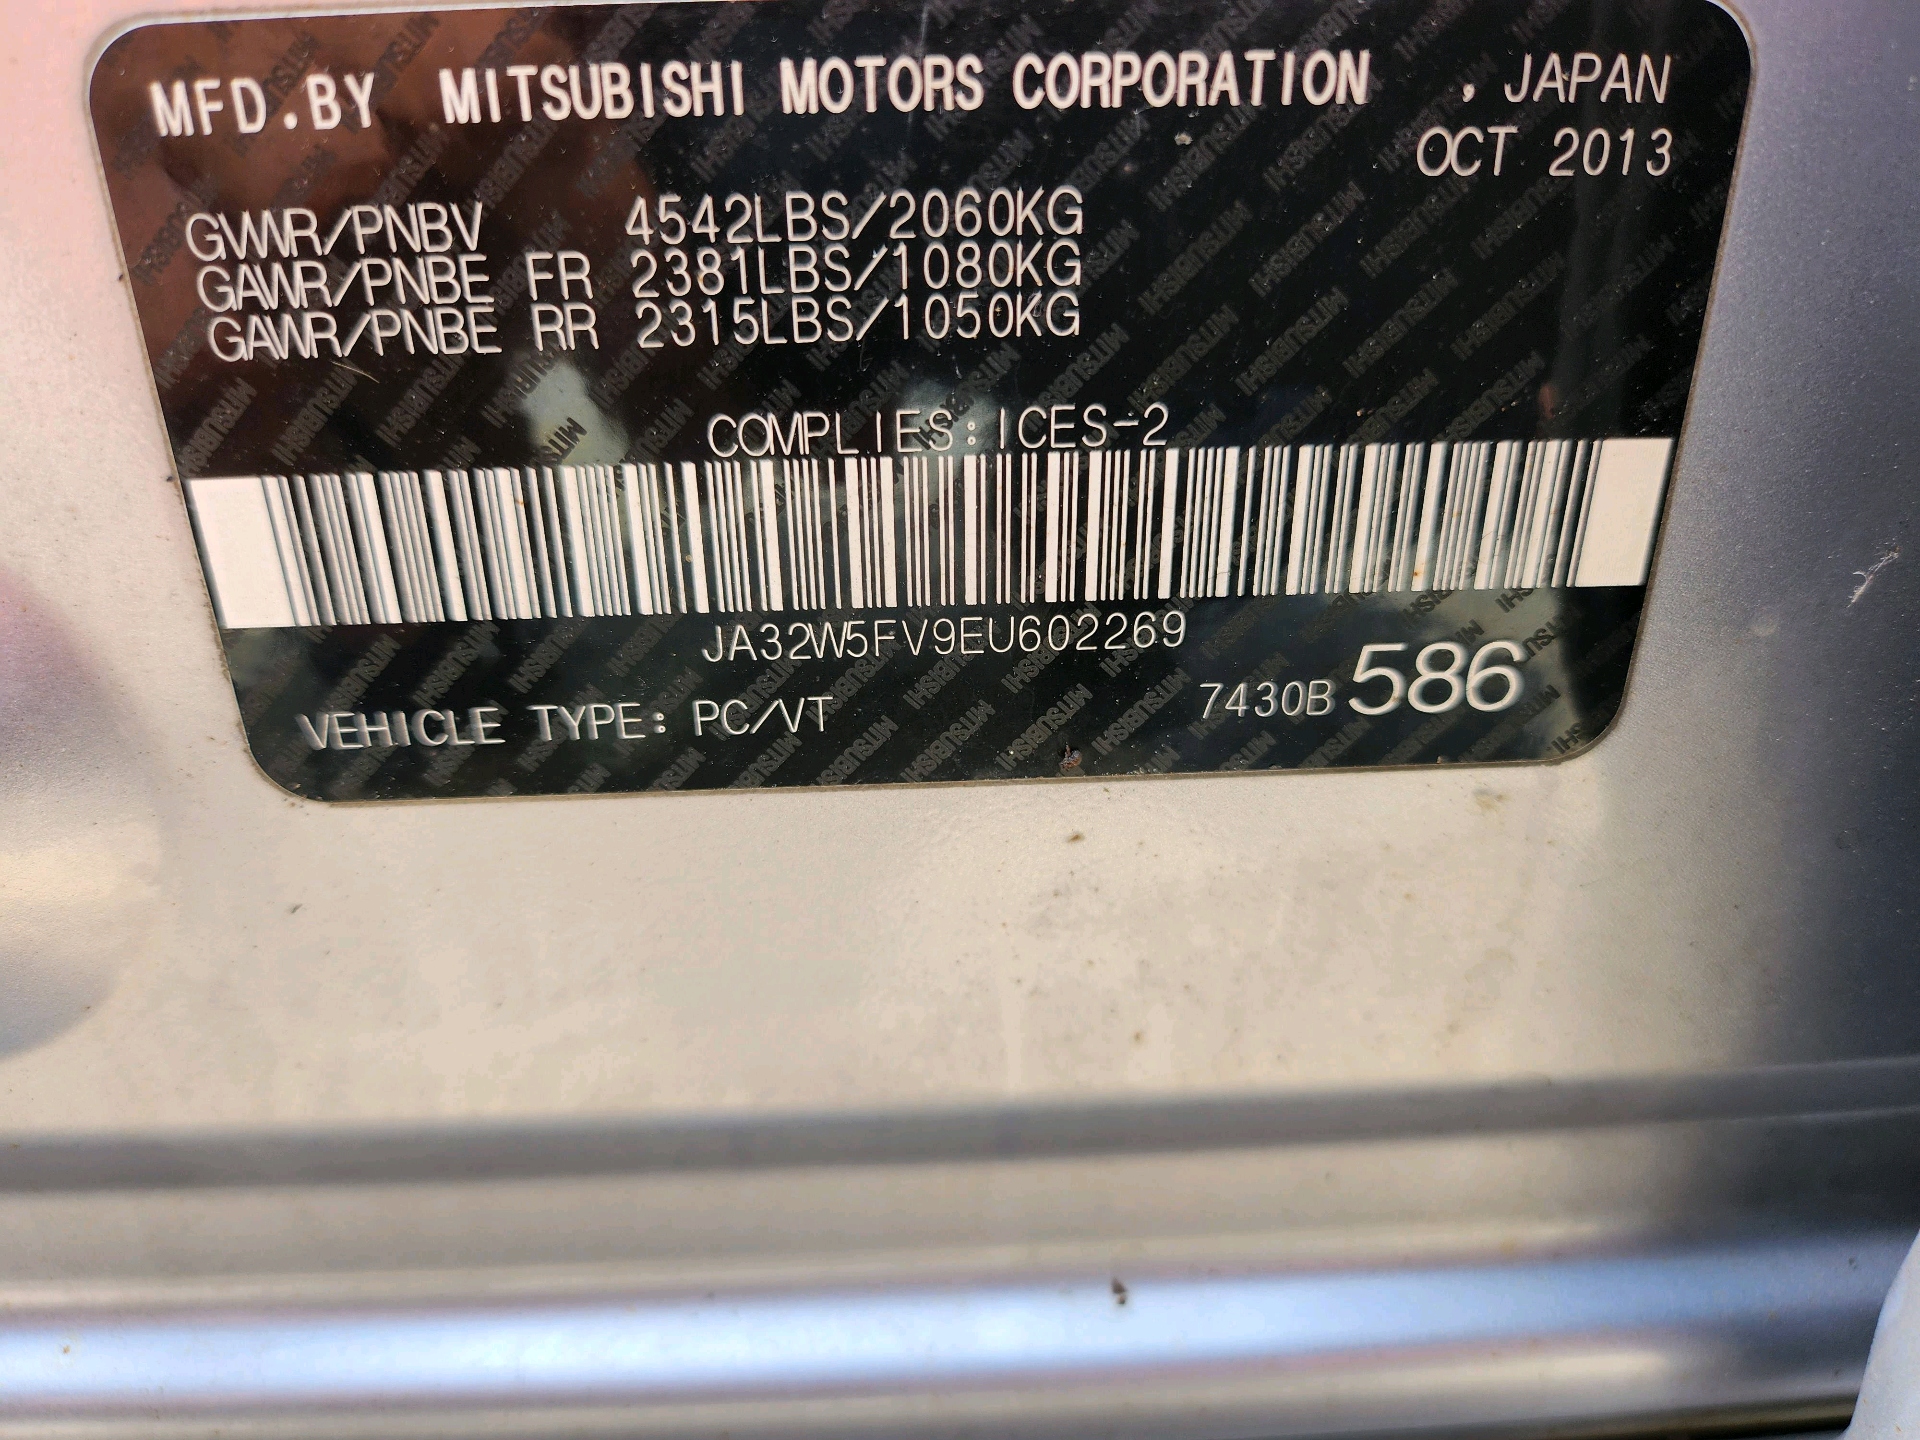 MFD.BY MITSUBISHI MOTORS CORPORATION , JAPAN
OCT 2013
GVWR/PNBV 4542LBS/2060KG
GAWR/PNBE FR 2381LBS/1080KG
GAWR/PNBE RR 2315LBS/1050KG
COMPLIES:ICES-2
JA32W5FV9EU602269
VEHICLE TYPE: PC/VT 7430B 586